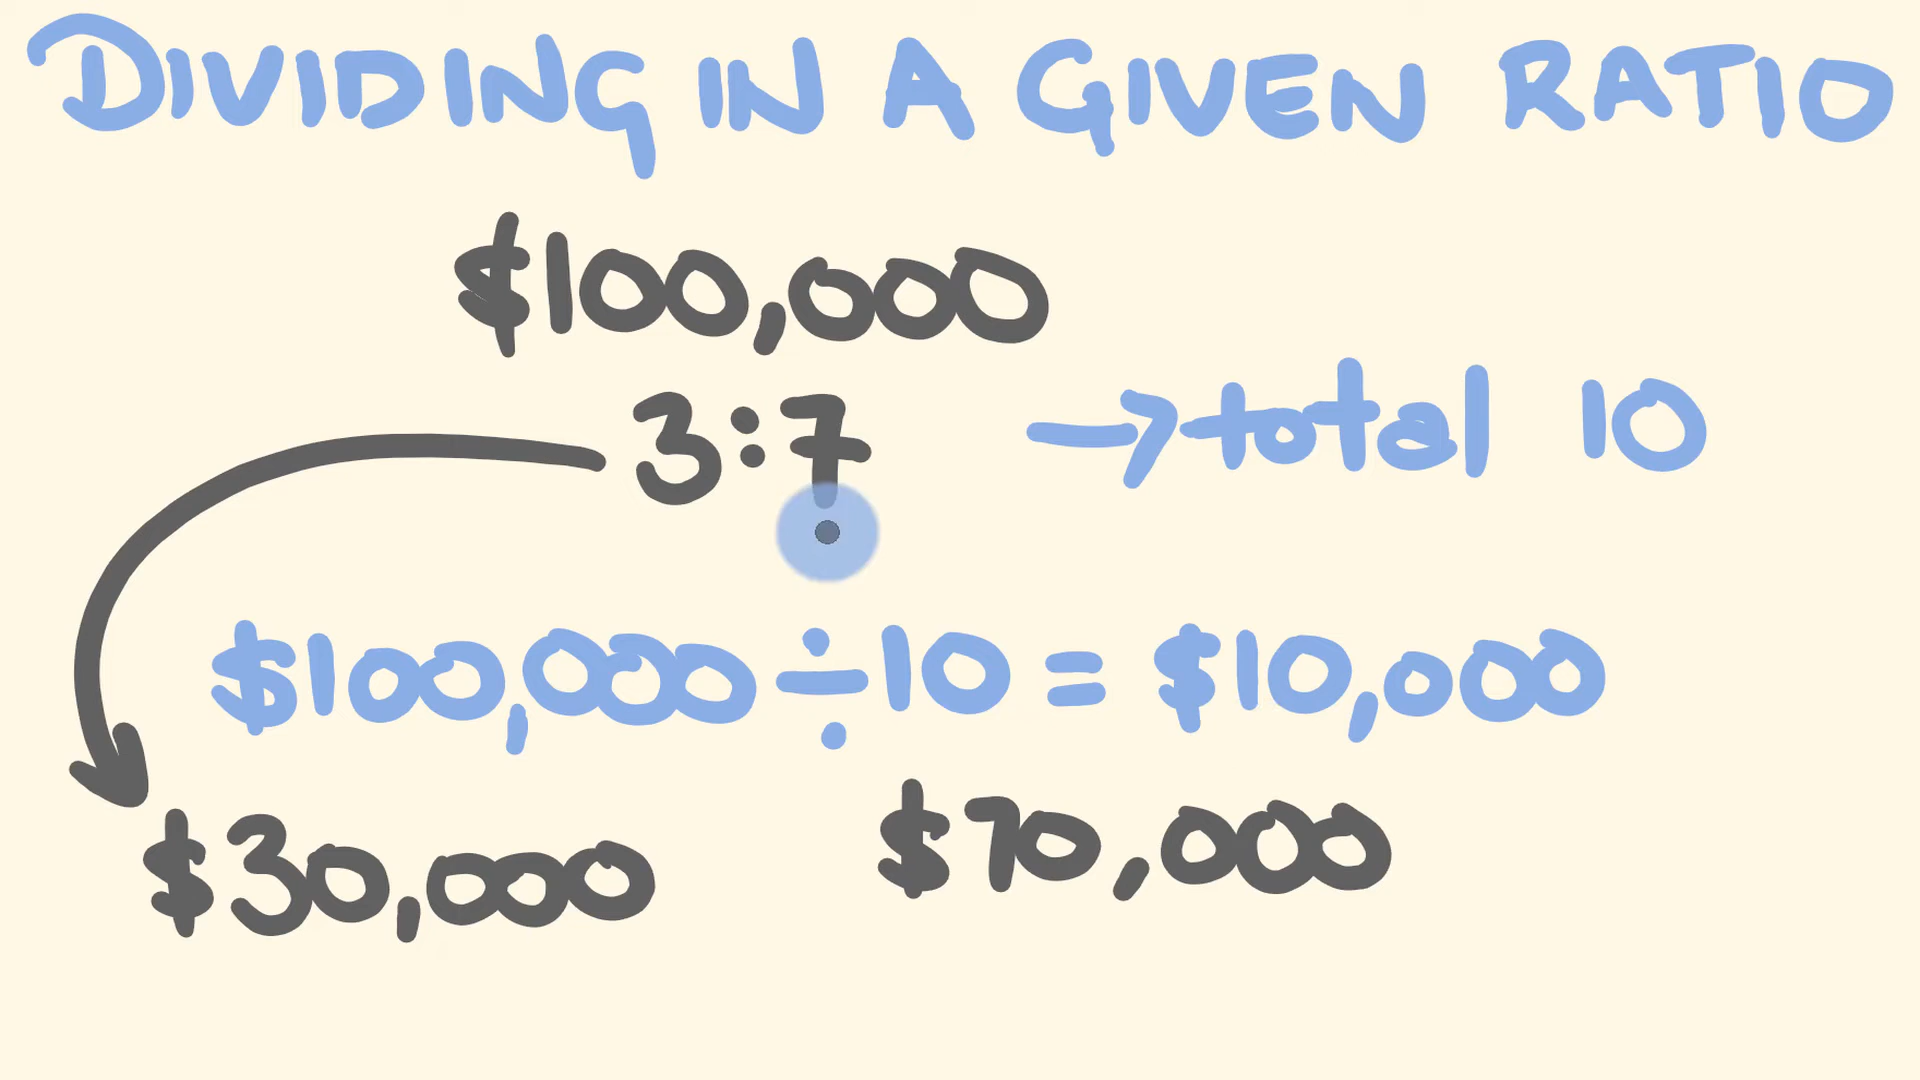 DIVIDING IN A GIVEN RATIO
$100,000
3:7 → total 10
$100,000 ÷ 10 = $10,000
$30,000 $70,000